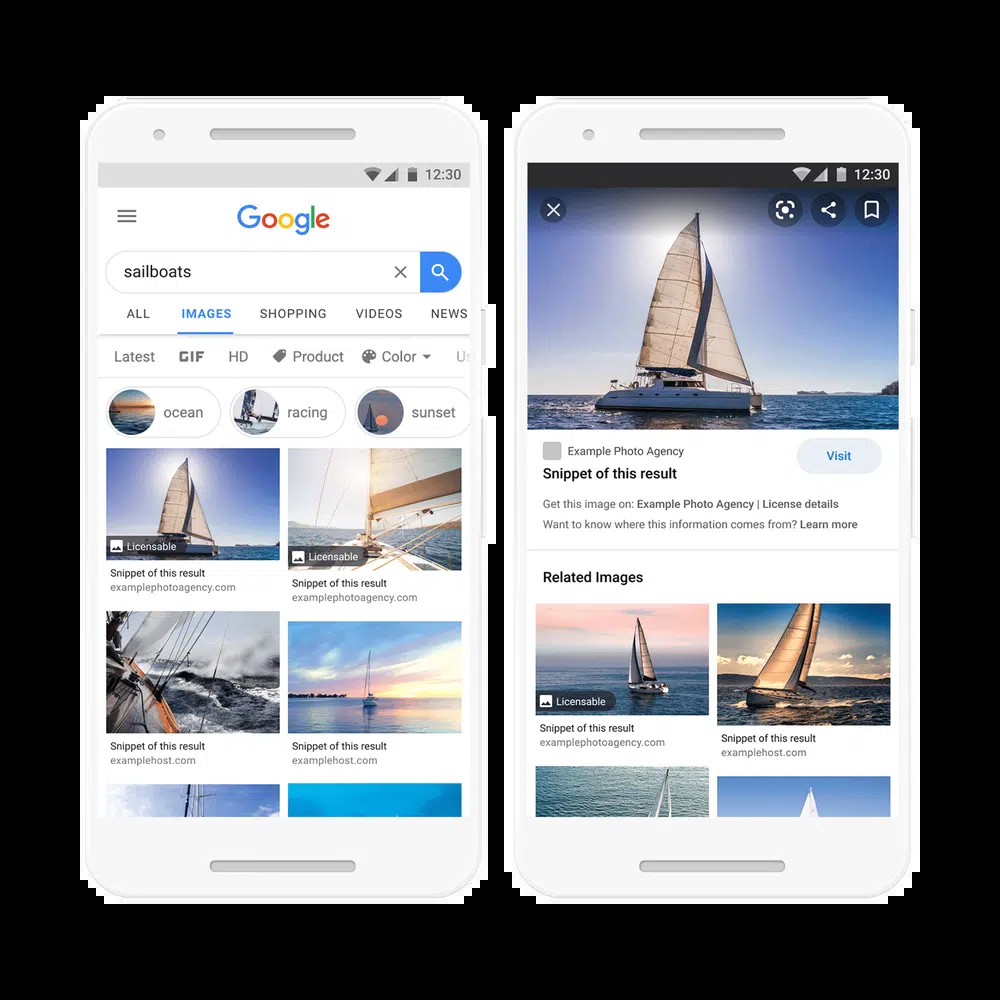 12:30
Google
sailboats
ALL IMAGES SHOPPING VIDEOS NEWS
Latest GIF HD Product Color Us
ocean racing sunset
Licensable
Snippet of this result
examplephotoagency.com
Licensable
Snippet of this result
examplephotoagency.com
Snippet of this result
examplehost.com
Snippet of this result
examplehost.com
12:30
Example Photo Agency
Visit
Snippet of this result
Get this image on: Example Photo Agency | License details
Want to know where this information comes from? Learn more
Related Images
Licensable
Snippet of this result
examplephotoagency.com
Snippet of this result
examplehost.com